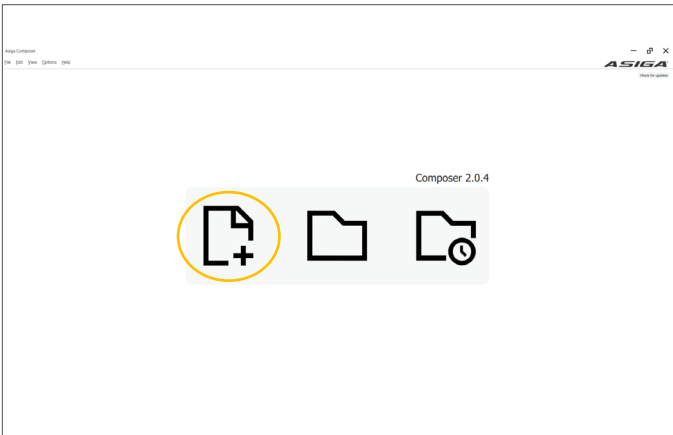 Asiga Composer
File Edit View Options Help
ASIGA
Check for updates
Composer 2.0.4